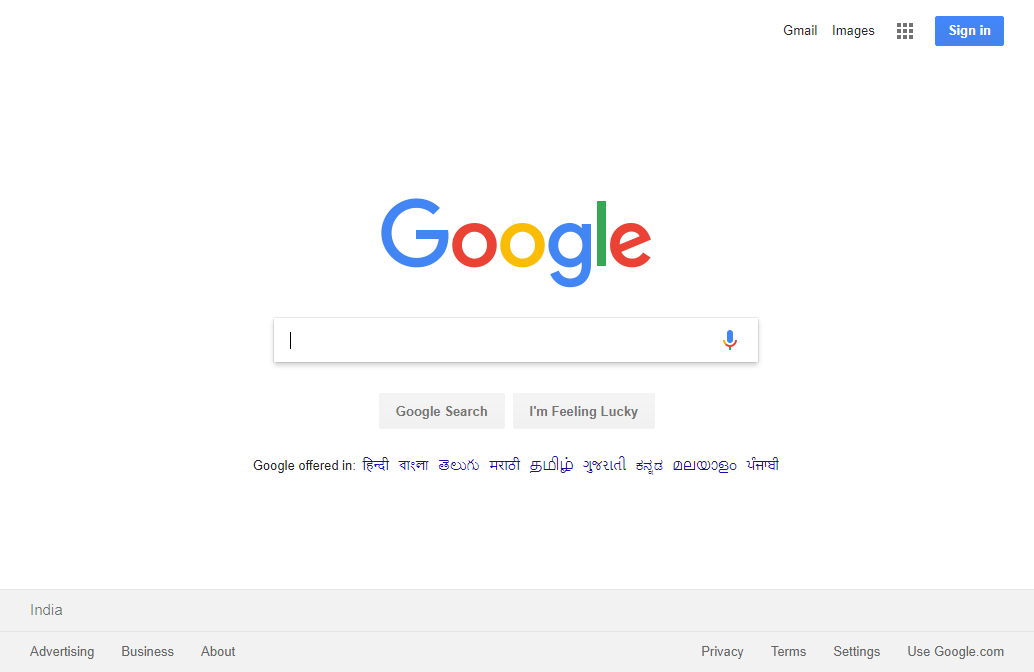 Gmail Images Sign in
Google
Google Search I'm Feeling Lucky
Google offered in: हिन्दी বাংলা తెలుగు मराठी தமிழ் ગુજરાતી ಕನ್ನಡ മലയാളം ਪੰਜਾਬੀ
India
Advertising Business About Privacy Terms Settings Use Google.com